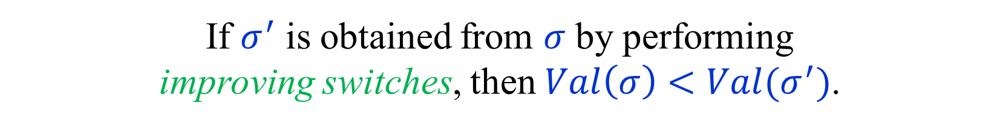 If σ′ is obtained from σ by performing
improving switches, then Val(σ) < Val(σ′).